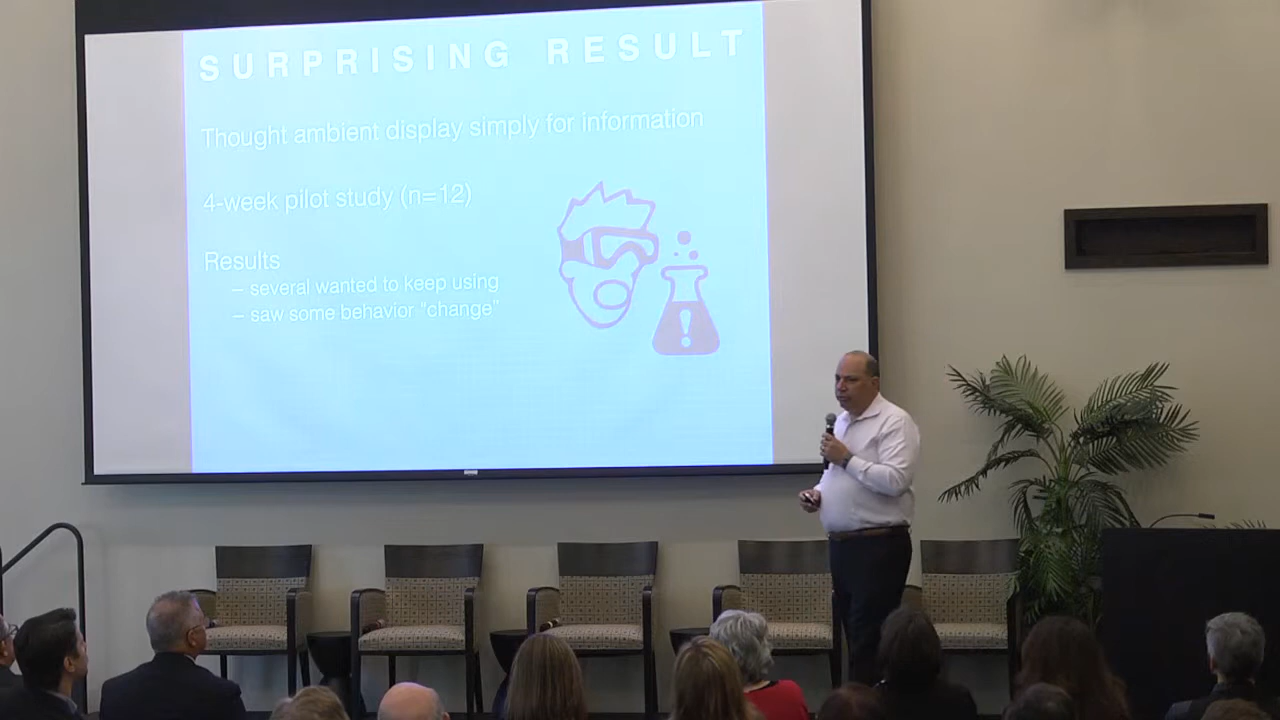 SURPRISING RESULT
Thought ambient display simply for information
4-week pilot study (n=12)
Results
– several wanted to keep using
– saw some behavior "change"
!